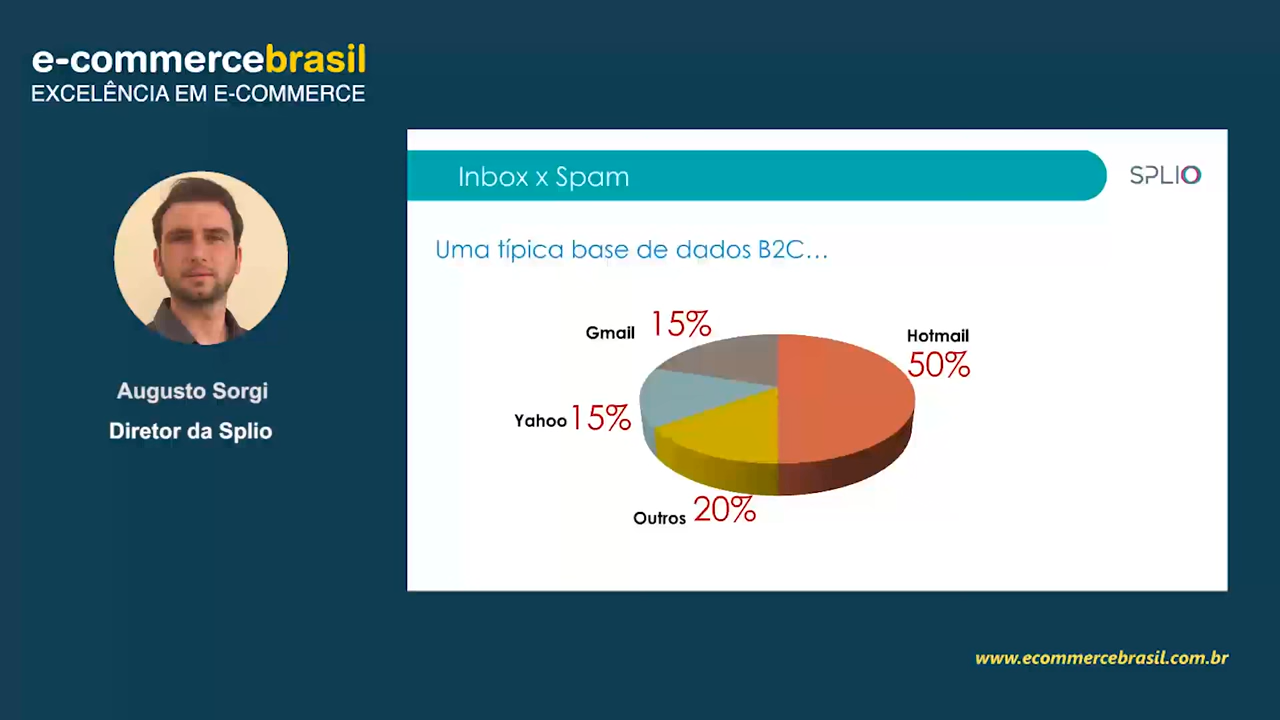 e-commercebrasil
EXCELÊNCIA EM E-COMMERCE
Augusto Sorgi
Diretor da Splio
Inbox x Spam
SPLIO
Uma típica base de dados B2C...
Gmail 15%
Hotmail
50%
Yahoo 15%
Outros 20%
www.ecommercebrasil.com.br